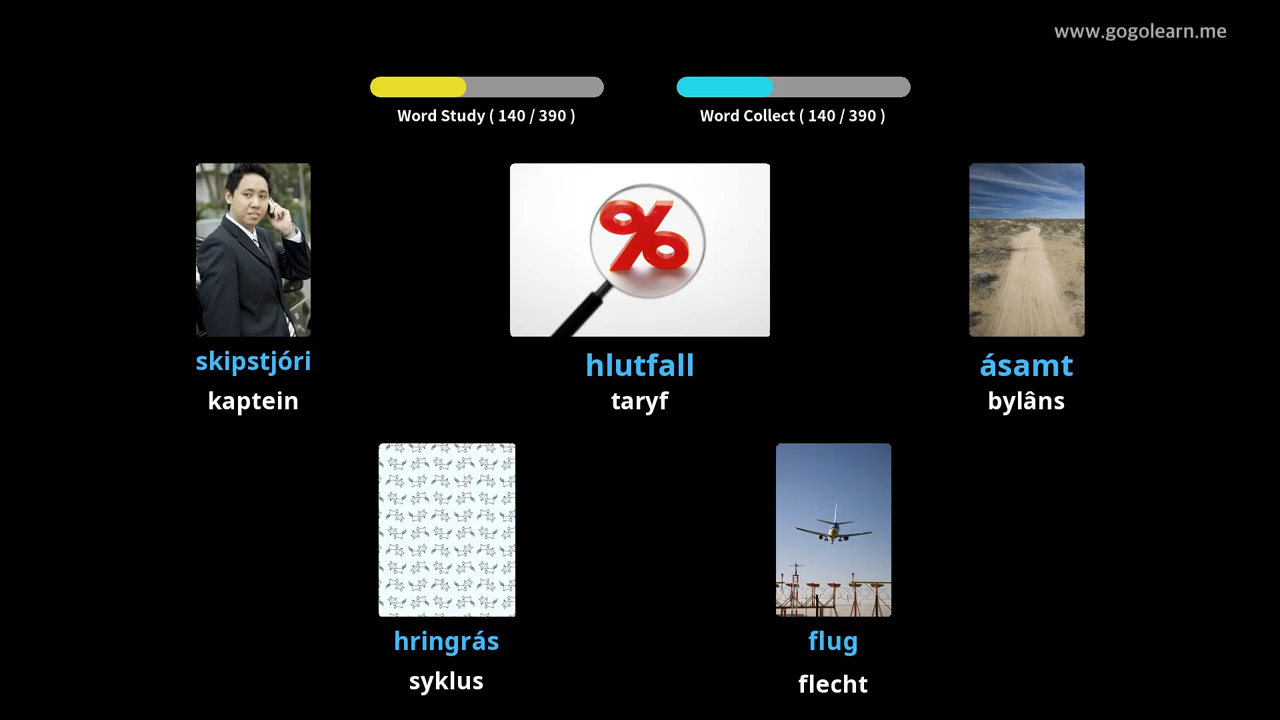 www.gogolearn.me
Word Study ( 140 / 390 )
Word Collect ( 140 / 390 )
skipstjóri
kaptein
hlutfall
taryf
ásamt
bylâns
hringrás
syklus
flug
flecht